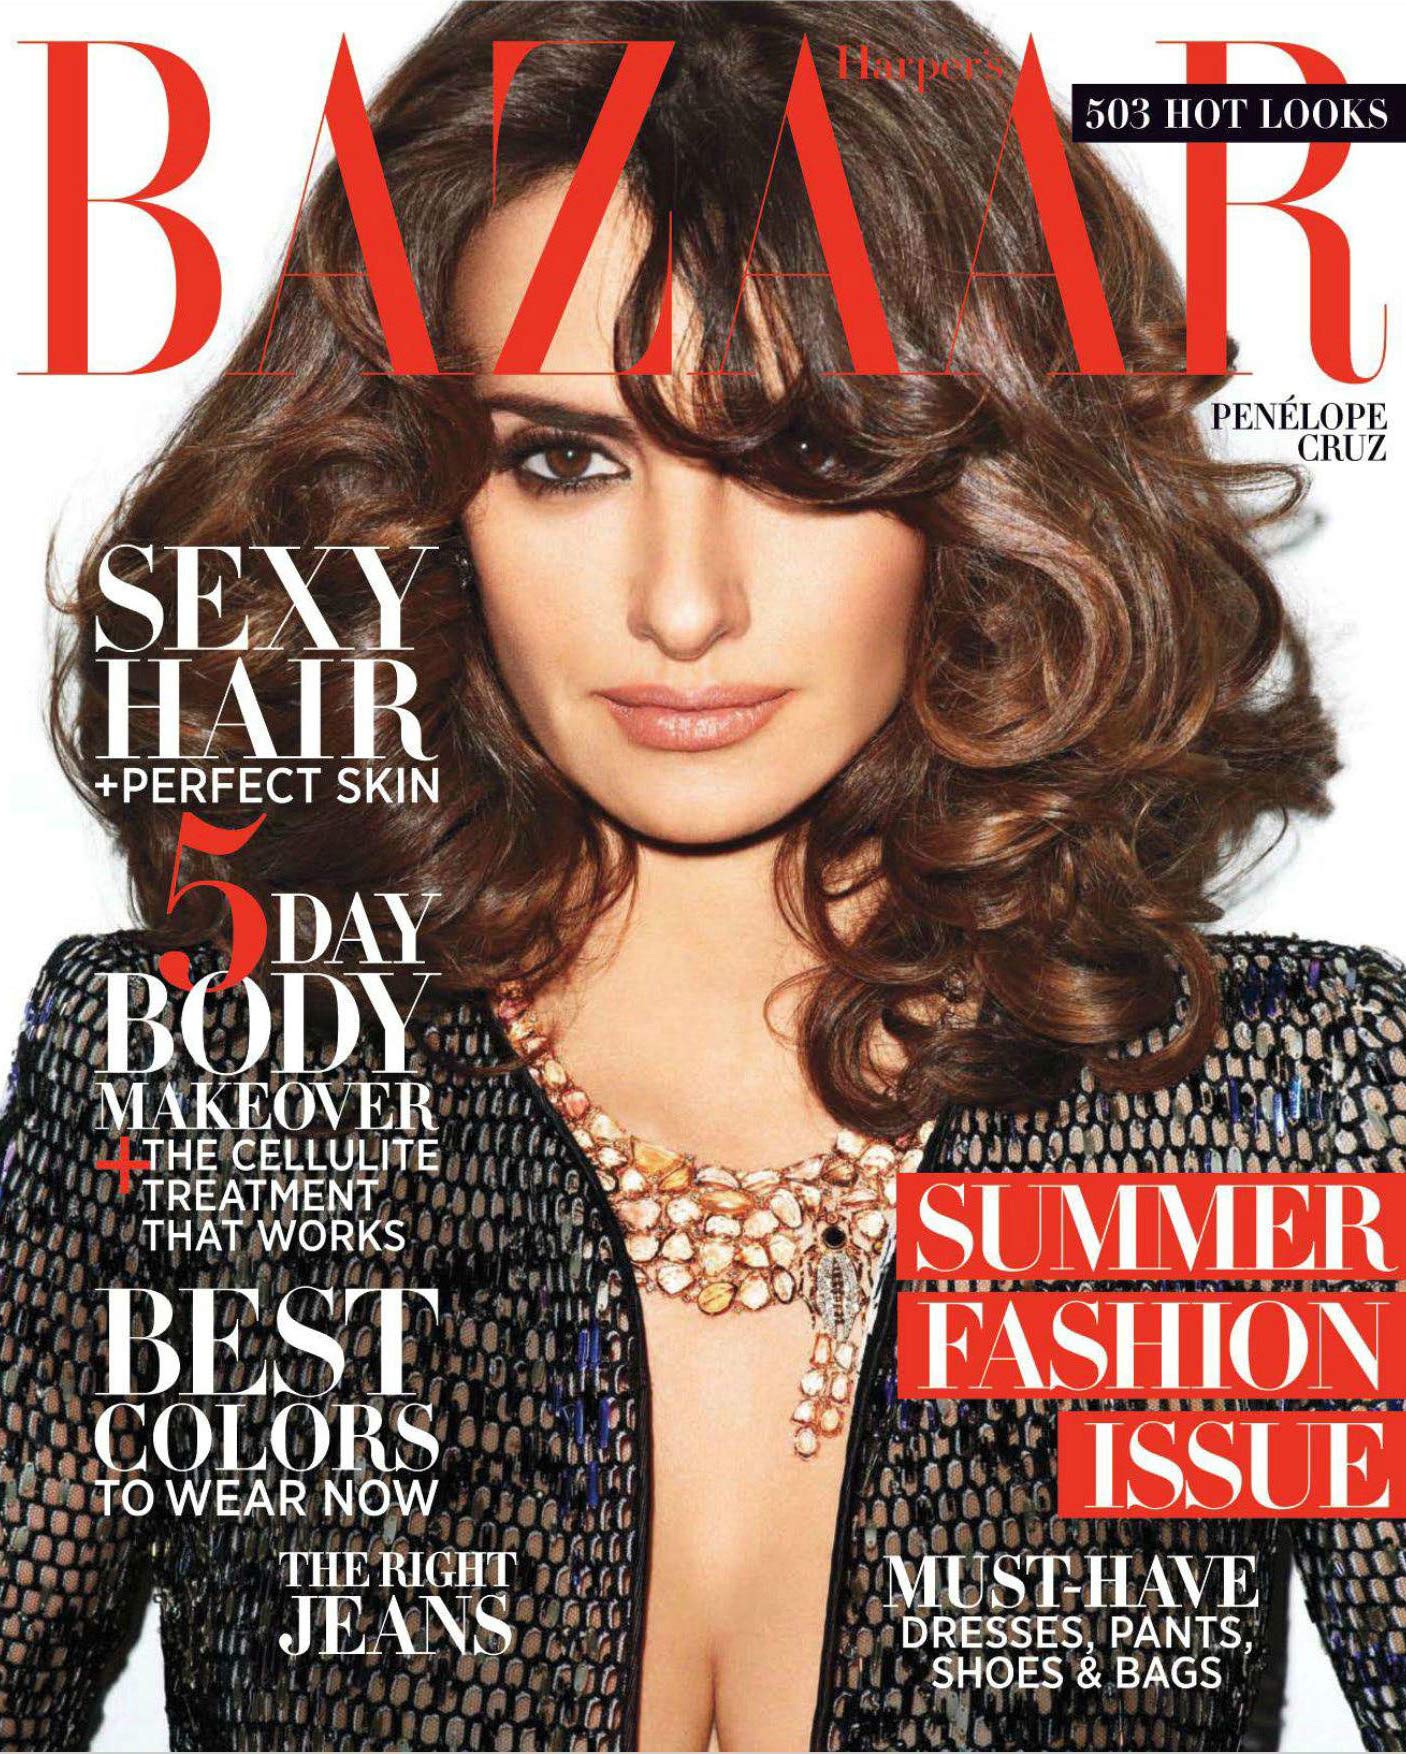 Harper's
BAZAAR
503 HOT LOOKS
PENÉLOPE
CRUZ
SEXY
HAIR
+PERFECT SKIN
5 DAY
BODY
MAKEOVER
+THE CELLULITE
TREATMENT
THAT WORKS
BEST
COLORS
TO WEAR NOW
THE RIGHT
JEANS
SUMMER
FASHION
ISSUE
MUST-HAVE
DRESSES, PANTS,
SHOES & BAGS